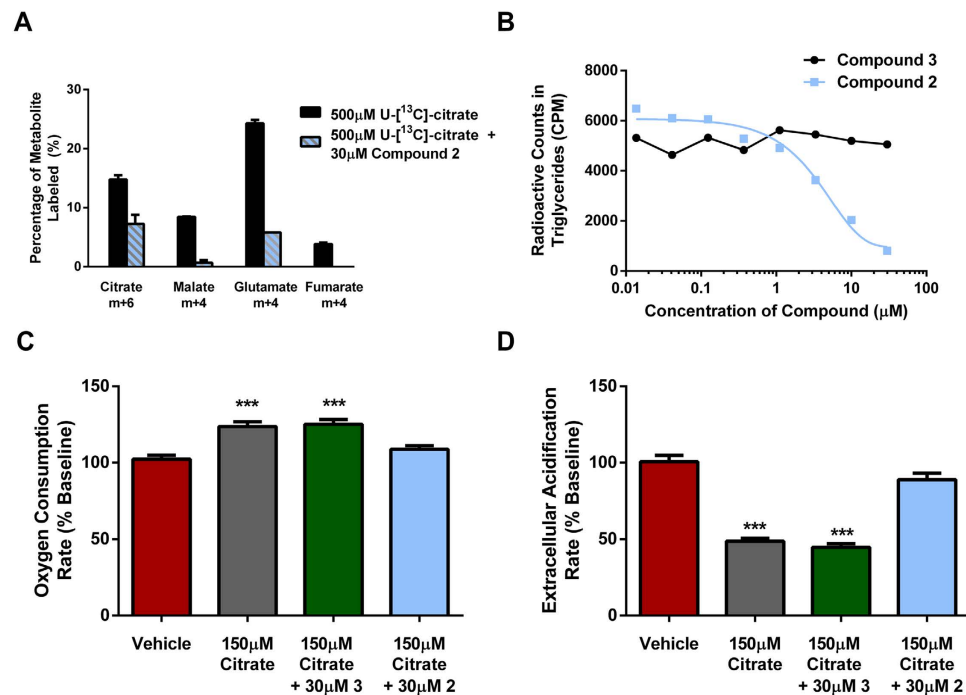 A
Percentage of Metabolite
Labeled (%)
30
20
10
0
Citrate
m+6
Malate
m+4
Glutamate
m+4
Fumarate
m+4
500μM U-[¹³C]-citrate
500μM U-[¹³C]-citrate +
30μM Compound 2
B
Compound 3
Compound 2
Radioactive Counts in
Triglycerides (CPM)
8000
6000
4000
2000
0
0.01
0.1
1
10
100
Concentration of Compound (μM)
C
Oxygen Consumption
Rate (% Baseline)
150
100
50
0
***
***
Vehicle
150μM
Citrate
150μM
Citrate
+ 30μM 3
150μM
Citrate
+ 30μM 2
D
Extracellular Acidification
Rate (% Baseline)
150
100
50
0
***
***
Vehicle
150μM
Citrate
150μM
Citrate
+ 30μM 3
150μM
Citrate
+ 30μM 2